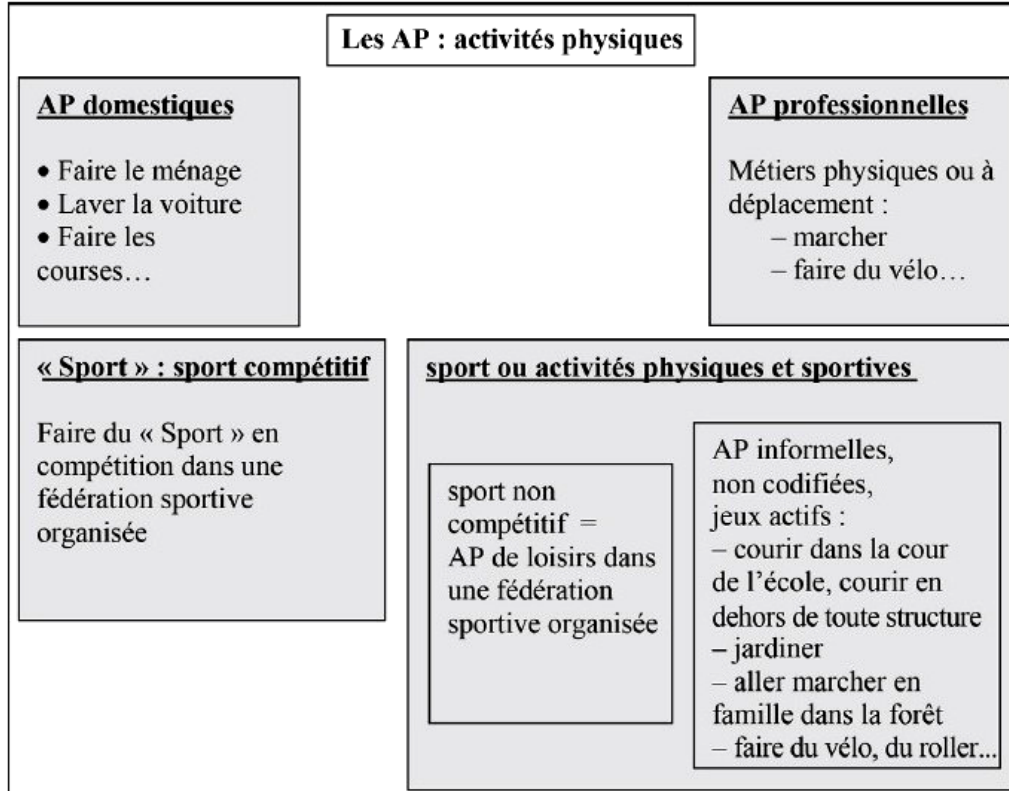 Les AP : activités physiques
AP domestiques
• Faire le ménage
• Laver la voiture
• Faire les
courses…
AP professionnelles
Métiers physiques ou à
déplacement :
– marcher
– faire du vélo…
« Sport » : sport compétitif
Faire du « Sport » en
compétition dans une
fédération sportive
organisée
sport ou activités physiques et sportives
sport non
compétitif =
AP de loisirs dans
une fédération
sportive organisée
AP informelles,
non codifiées,
jeux actifs :
– courir dans la cour
de l’école, courir en
dehors de toute structure
– jardiner
– aller marcher en
famille dans la forêt
– faire du vélo, du roller...